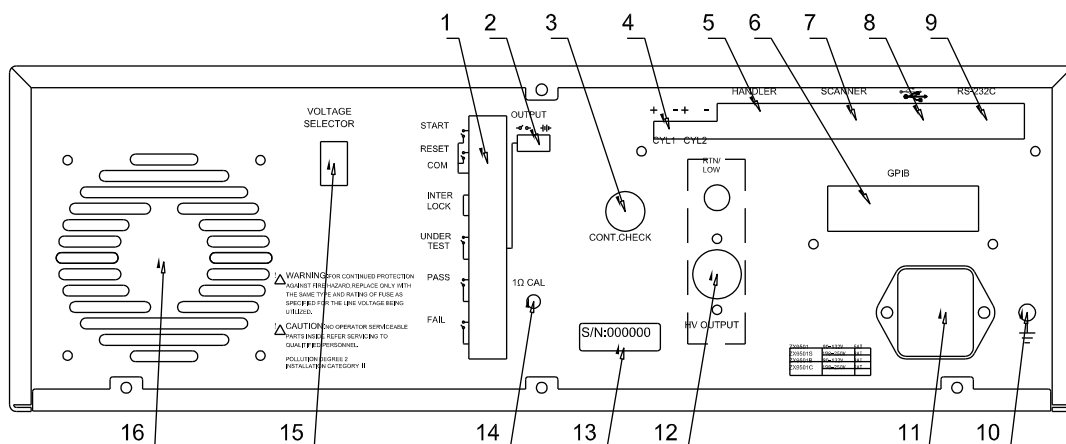 1 2 3 4 5 6 7 8 9
VOLTAGE
SELECTOR
START
RESET
COM
INTER
LOCK
UNDER
TEST
PASS
FAIL
OUTPUT
+ - + -
CYL1 CYL2
HANDLER
SCANNER
RS-232C
CONT.CHECK
RTN/
LOW
GPIB
WARNING:FOR CONTINUED PROTECTION
AGAINST FIRE HAZARD,REPLACE ONLY WITH
THE SAME TYPE AND RATING OF FUSE AS
SPECIFIED FOR THE LINE VOLTAGE BEING
UTILIZED.
CAUTION:NO OPERATOR SERVICEABLE
PARTS INSIDE REFER SERVICING TO
QUALIFIED PERSONNEL.
POLLUTION DEGREE 2
INSTALLATION CATEGORY II
1Ω CAL
S/N:000000
HV OUTPUT
ZX9501
ZX9501S
ZX9501B
ZX9501C
16 15 14 13 12 11 10